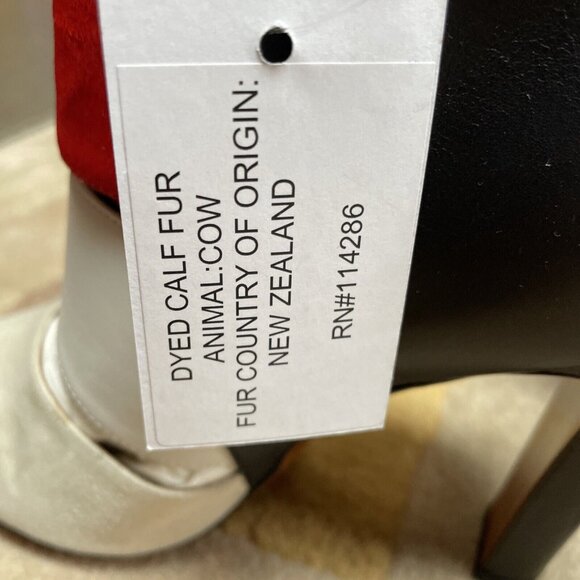 DYED CALF FUR
ANIMAL:COW
FUR COUNTRY OF ORIGIN:
NEW ZEALAND
RN#114286